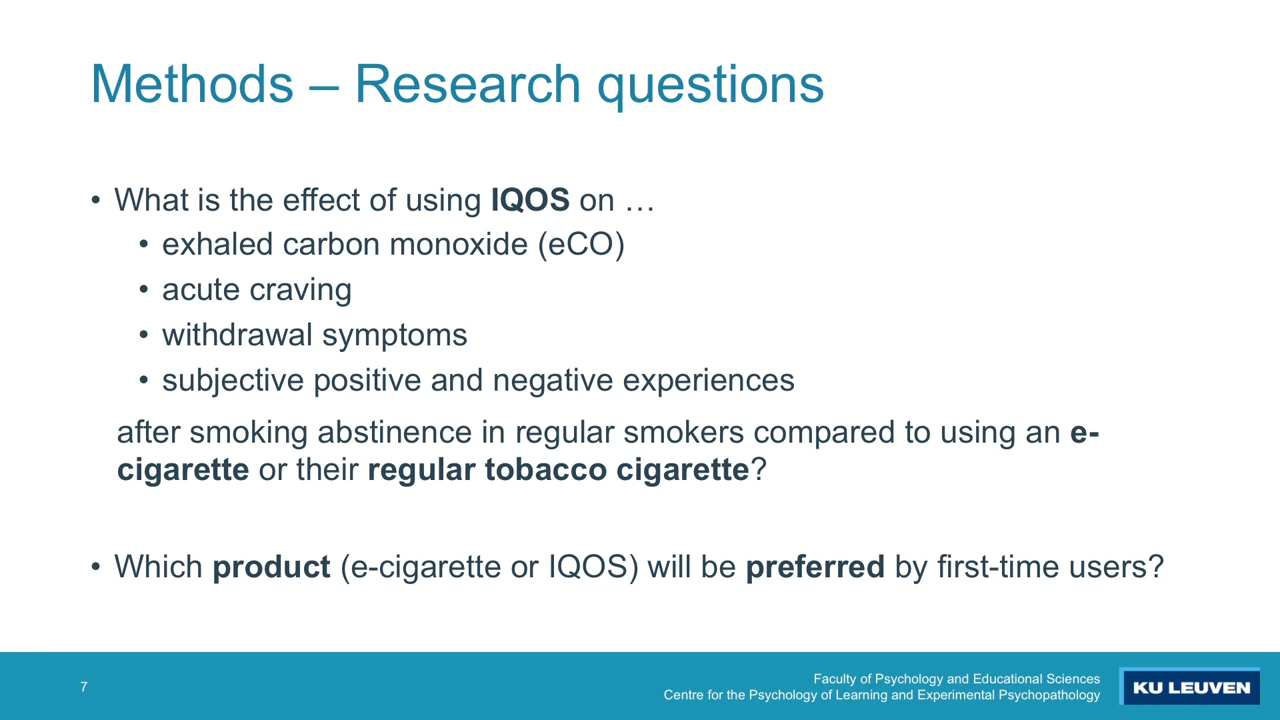 Methods – Research questions
• What is the effect of using IQOS on …
• exhaled carbon monoxide (eCO)
• acute craving
• withdrawal symptoms
• subjective positive and negative experiences
after smoking abstinence in regular smokers compared to using an e-
cigarette or their regular tobacco cigarette?
• Which product (e-cigarette or IQOS) will be preferred by first-time users?
7
Faculty of Psychology and Educational Sciences
Centre for the Psychology of Learning and Experimental Psychopathology
KU LEUVEN